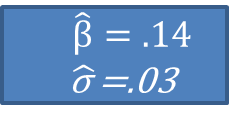 β̂ = .14
σ̂ =.03